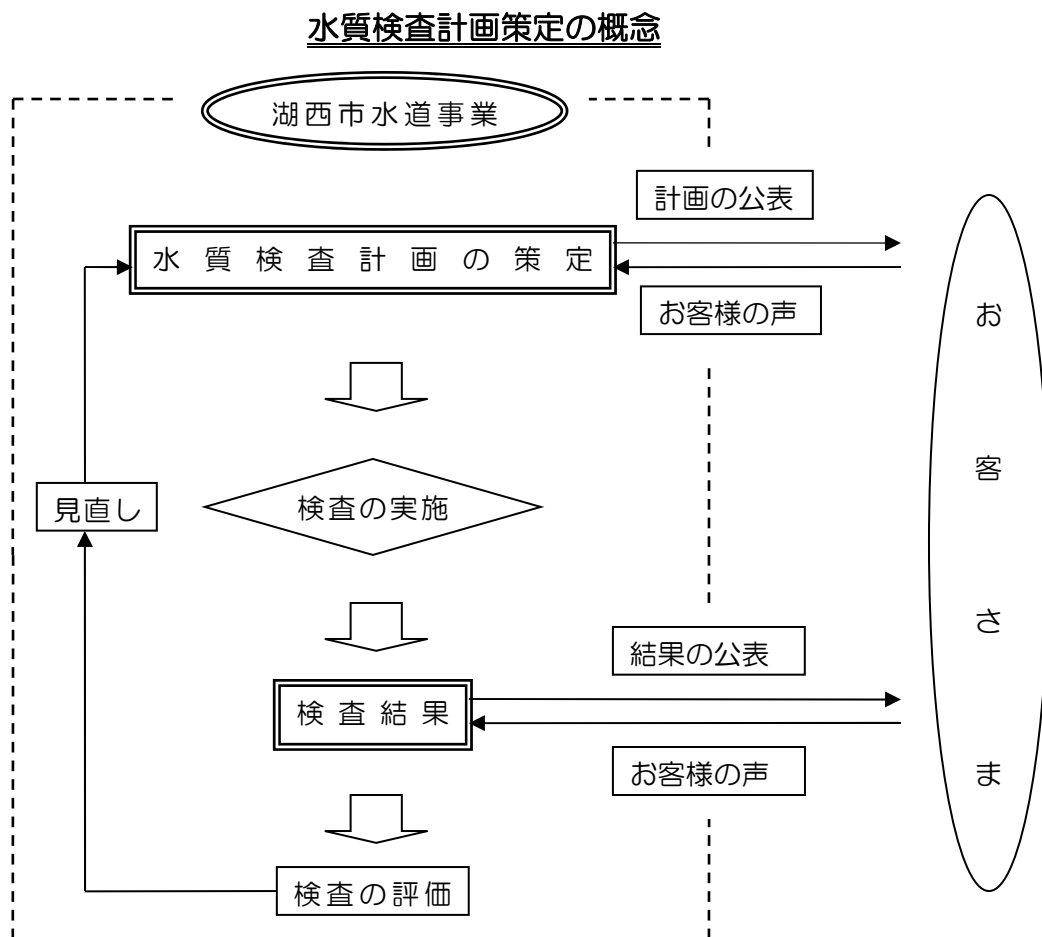 水質検査計画策定の概念
湖西市水道事業
計画の公表
水質検査計画の策定
お客様の声
検査の実施
見直し
結果の公表
検査結果
お客様の声
検査の評価
お客さま